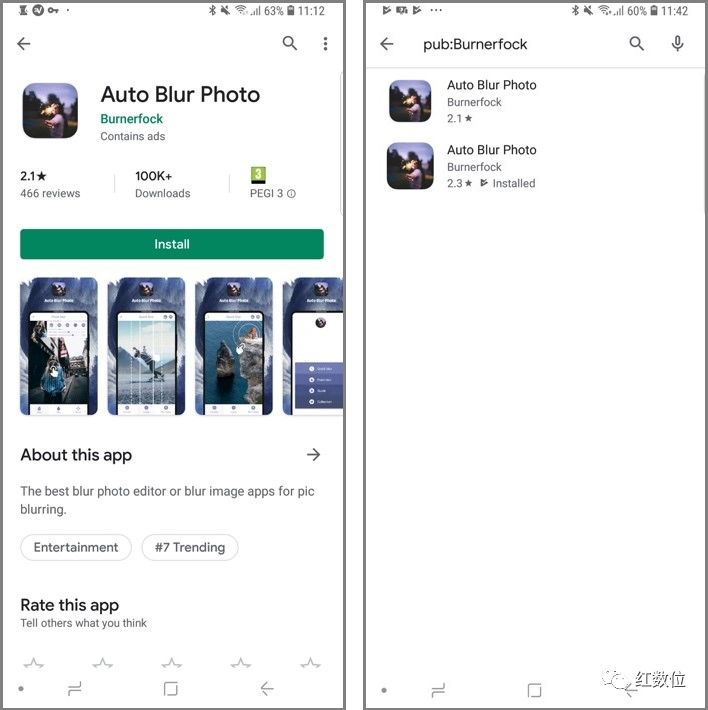 63% 11:12
Auto Blur Photo
Burnerfock
Contains ads
2.1★
466 reviews
100K+
Downloads
3
PEGI 3
Install
Auto Blur Photo
Auto Blur Photo
Auto Blur Photo
Auto Blur Photo
About this app
The best blur photo editor or blur image apps for pic
blurring.
Entertainment
#7 Trending
Rate this app
Tell others what you think
60% 11:42
pub:Burnerfock
Auto Blur Photo
Burnerfock
2.1★
Auto Blur Photo
Burnerfock
2.3★ Installed
红数位